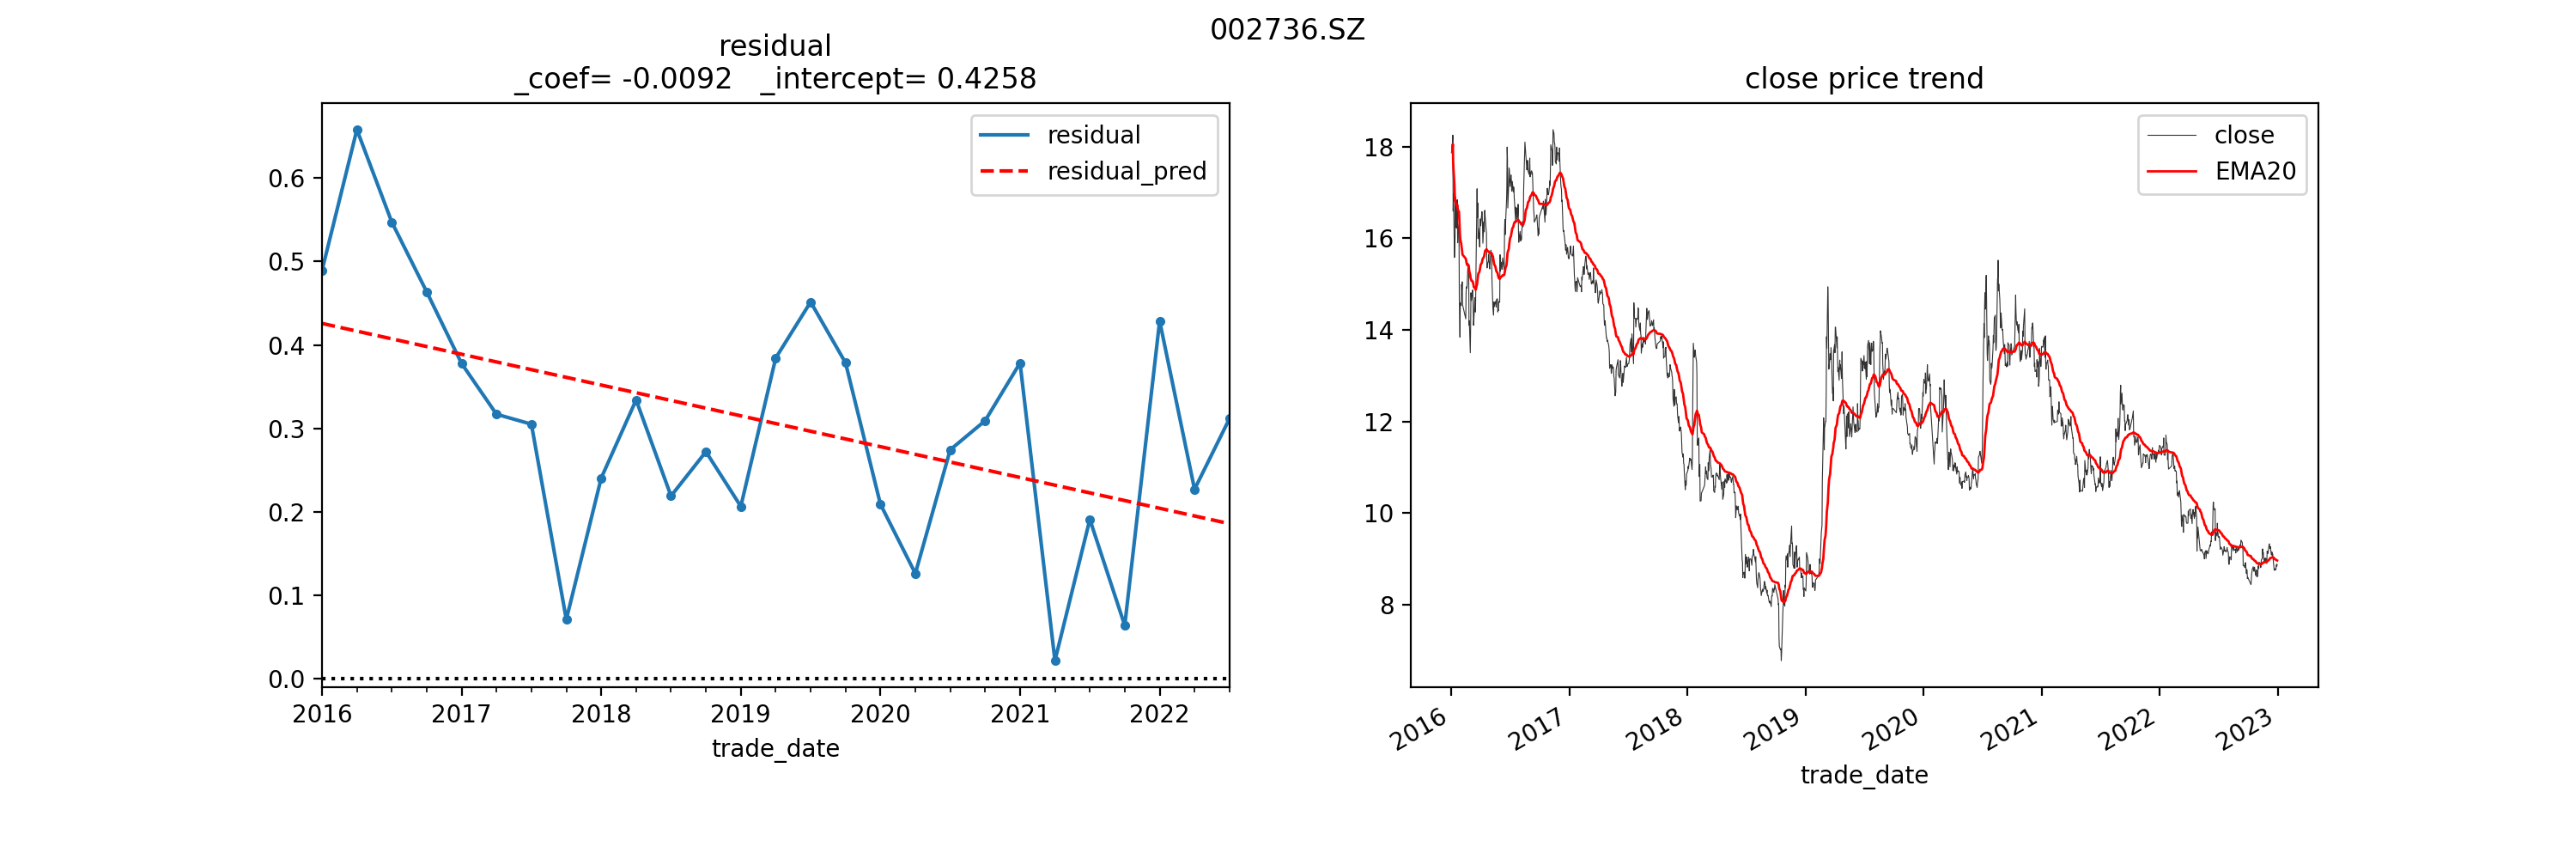 002736.SZ
residual
_coef= -0.0092   _intercept= 0.4258
residual
residual_pred
0.6
0.5
0.4
0.3
0.2
0.1
0.0
2016 2017 2018 2019 2020 2021 2022
trade_date
close price trend
close
EMA20
18
16
14
12
10
8
2016 2017 2018 2019 2020 2021 2022 2023
trade_date